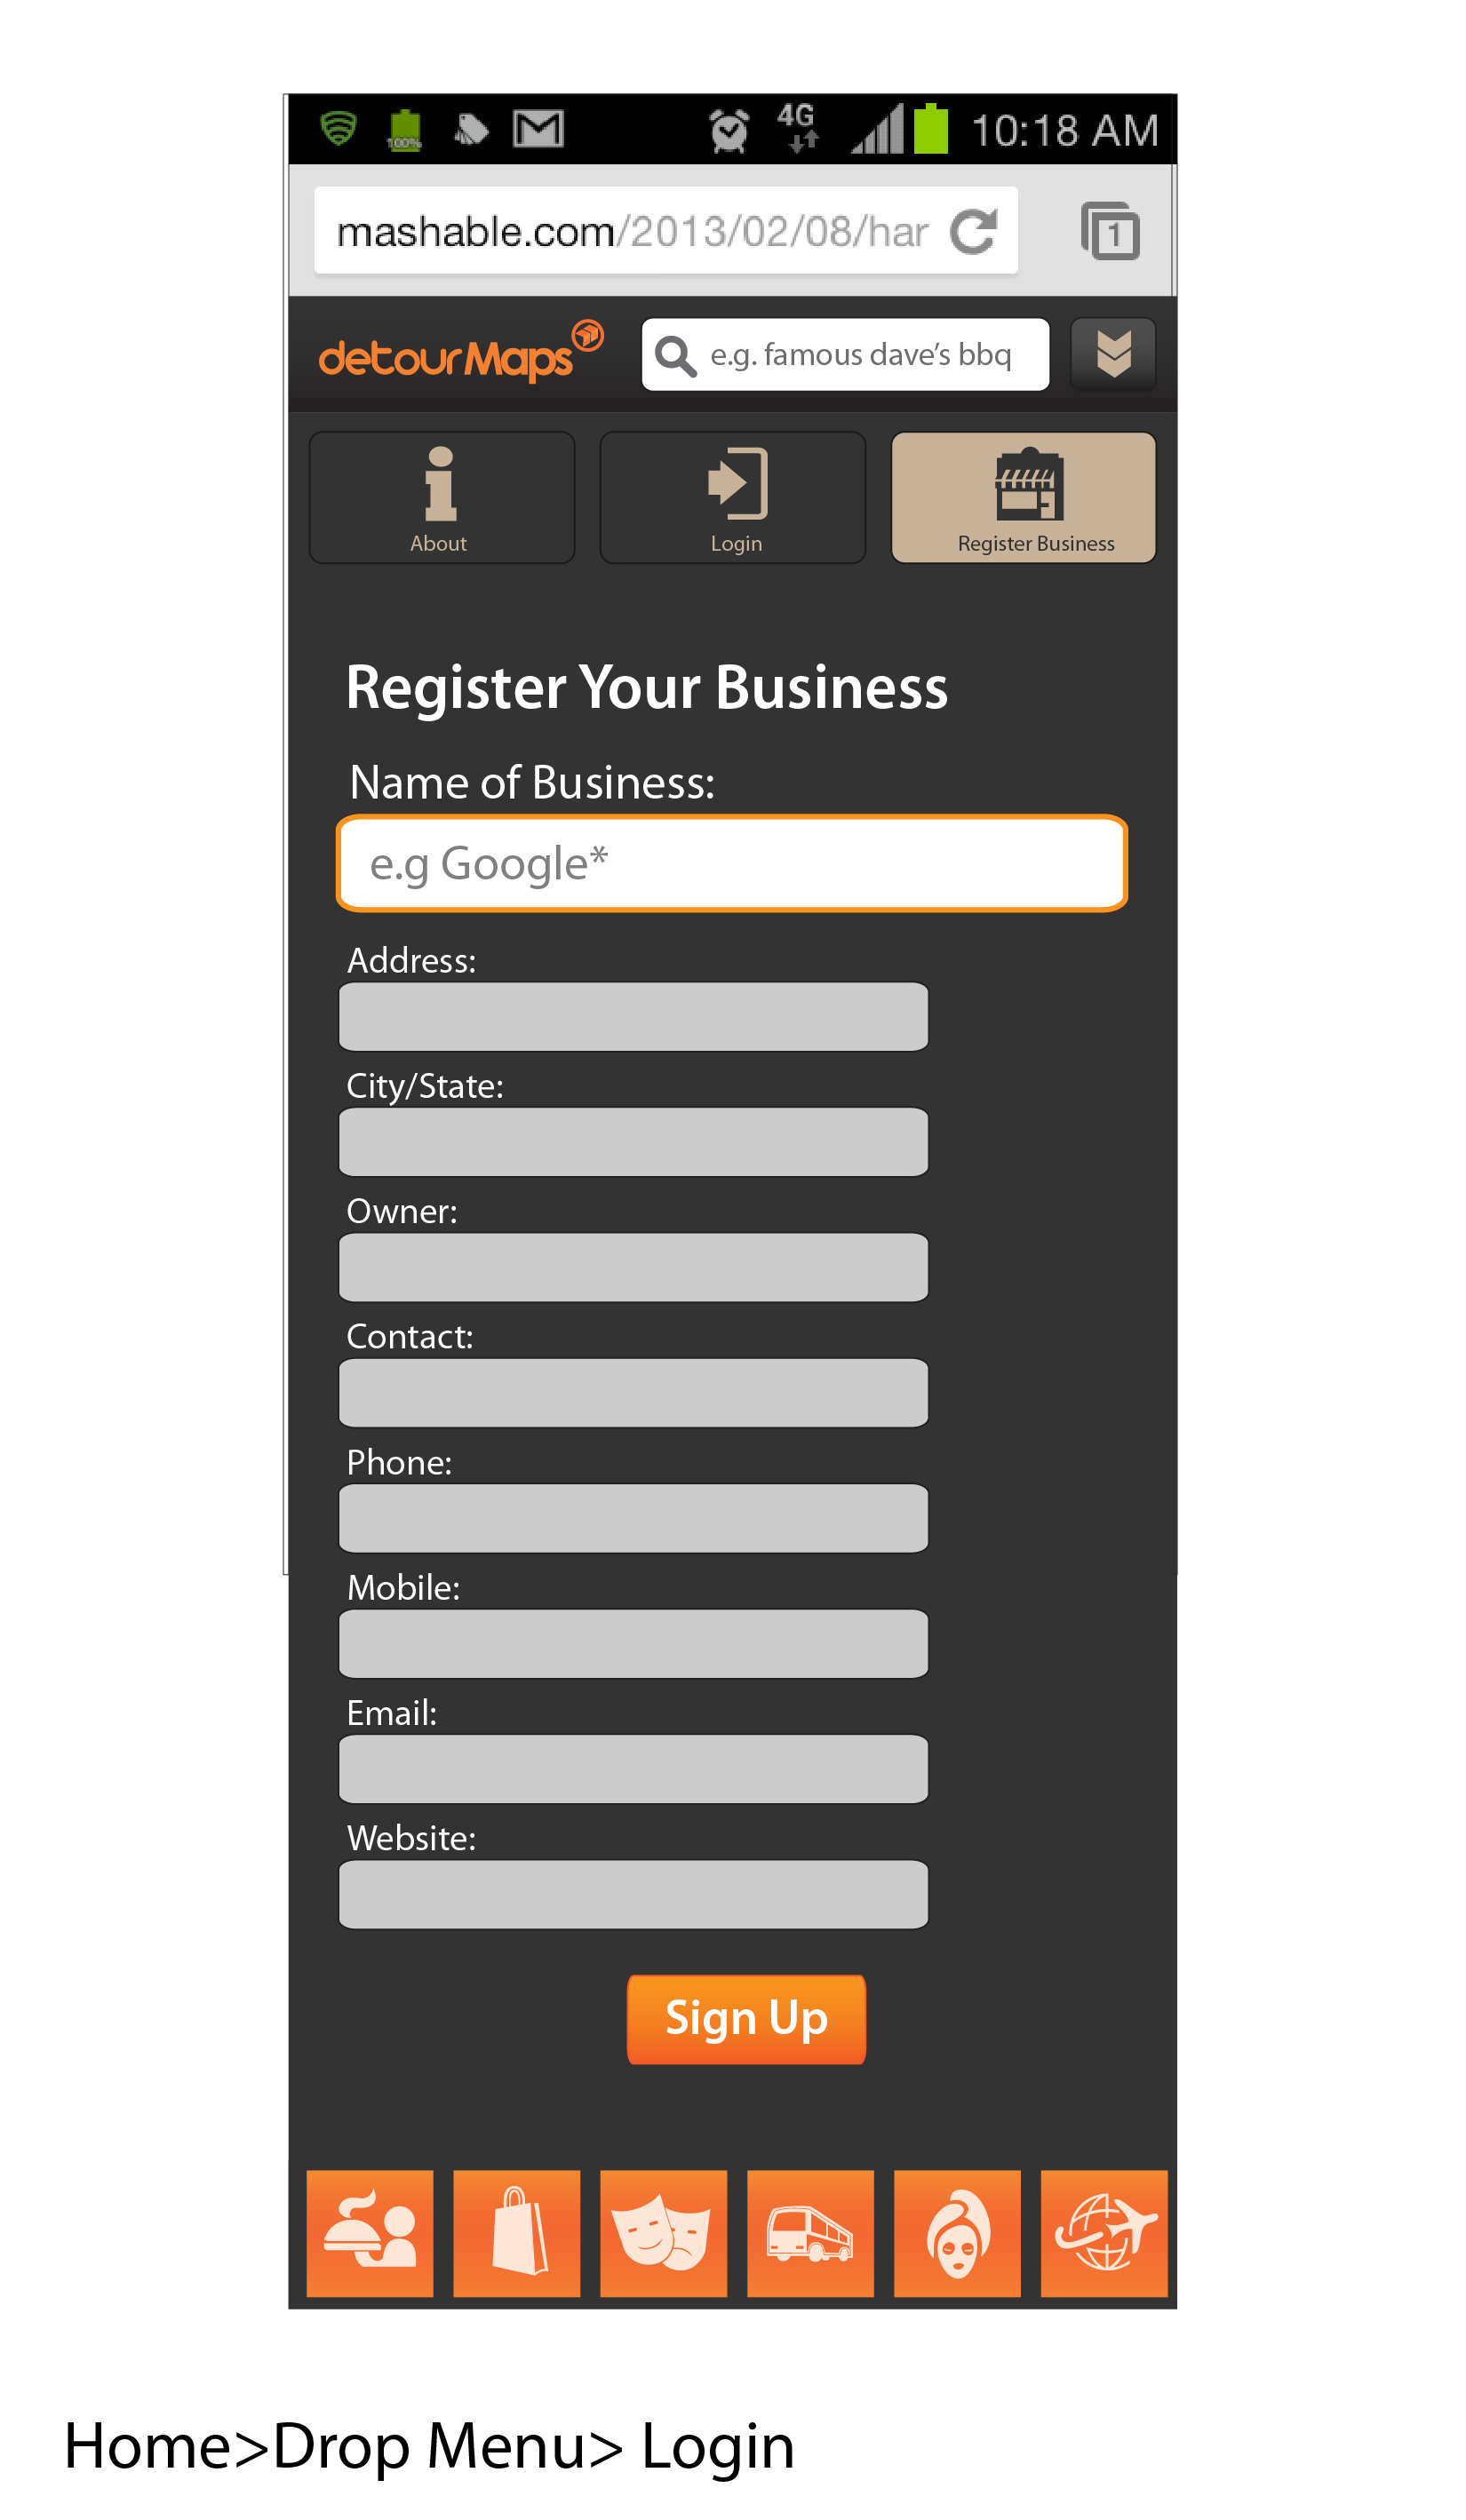 100%
4G
10:18 AM
mashable.com/2013/02/08/har
1
detourMaps
e.g. famous dave's bbq
About
Login
Register Business
Register Your Business
Name of Business:
e.g Google*
Address:
City/State:
Owner:
Contact:
Phone:
Mobile:
Email:
Website:
Sign Up
Home>Drop Menu> Login